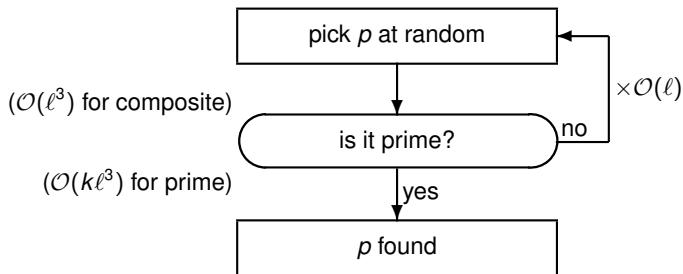 pick p at random
×𝒪(ℓ)
(𝒪(ℓ³) for composite)
is it prime?
no
(𝒪(kℓ³) for prime)
yes
p found